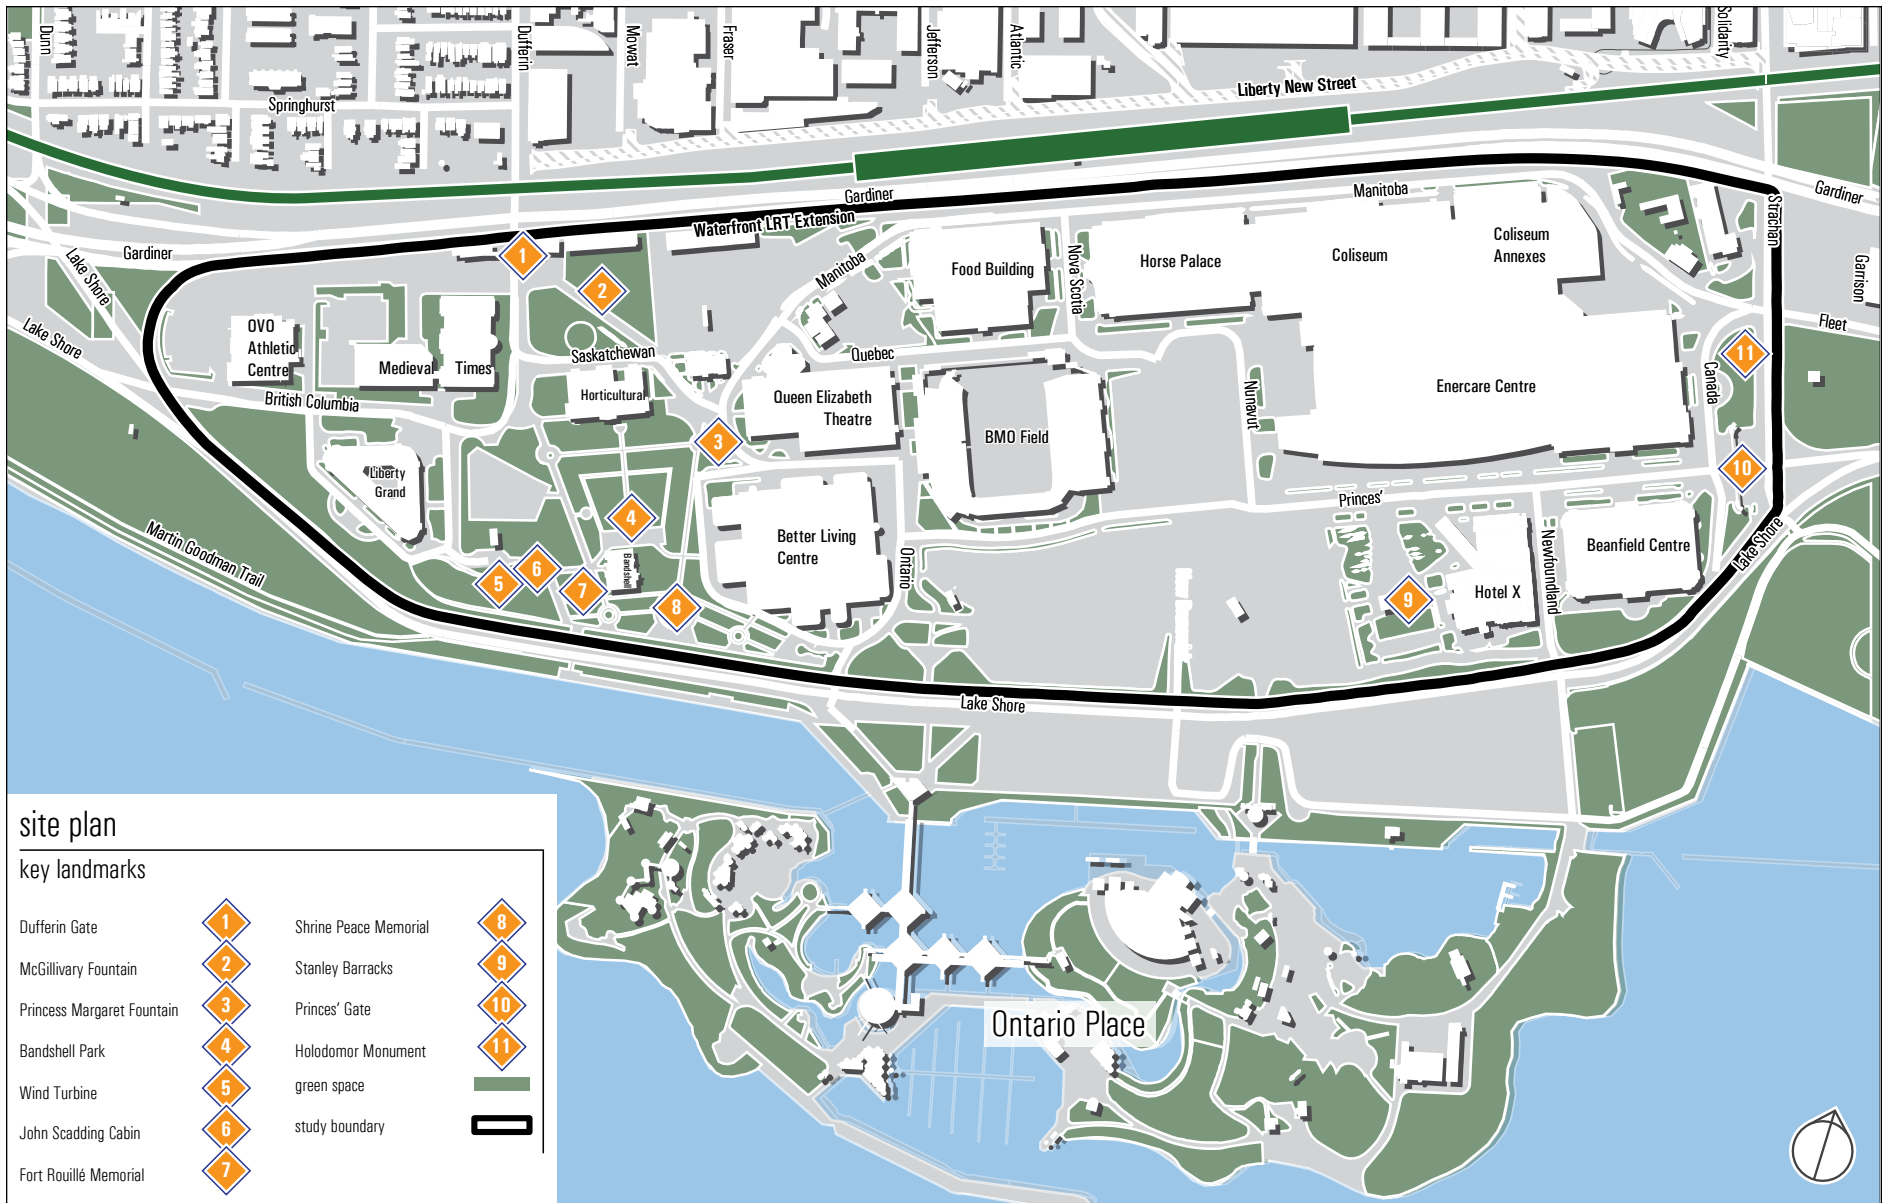 Dunn
Dufferin
Mowat
Fraser
Jefferson
Atlantic
Solidarity
Springhurst
Liberty New Street
Gardiner
Waterfront LRT Extension
Manitoba
Gardiner
Strachan
Gardiner
Lake Shore
1
2
Manitoba
Food Building
Nova Scotia
Horse Palace
Coliseum
Coliseum
Annexes
Garrison
Fleet
Lake Shore
OVO
Athletic
Centre
Medieval Times
Saskatchewan
Quebec
11
Canada
British Columbia
Horticultural
Queen Elizabeth
Theatre
Nunavut
Enercare Centre
3
BMO Field
Liberty
Grand
10
Princes'
4
Martin Goodman Trail
Better Living
Centre
Ontario
Bandshell
5
6
7
8
9
Hotel X
Newfoundland
Beanfield Centre
Lake Shore
Lake Shore
Ontario Place
site plan
key landmarks
Dufferin Gate 1
McGillivary Fountain 2
Princess Margaret Fountain 3
Bandshell Park 4
Wind Turbine 5
John Scadding Cabin 6
Fort Rouillé Memorial 7
Shrine Peace Memorial 8
Stanley Barracks 9
Princes' Gate 10
Holodomor Monument 11
green space
study boundary